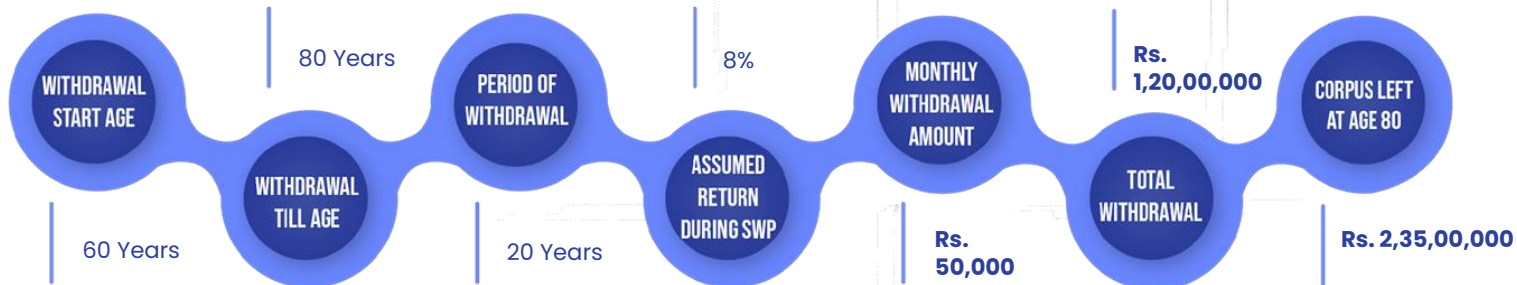 WITHDRAWAL
START AGE
60 Years
80 Years
WITHDRAWAL
TILL AGE
PERIOD OF
WITHDRAWAL
20 Years
8%
ASSUMED
RETURN
DURING SWP
MONTHLY
WITHDRAWAL
AMOUNT
Rs.
50,000
Rs.
1,20,00,000
TOTAL
WITHDRAWAL
CORPUS LEFT
AT AGE 80
Rs. 2,35,00,000